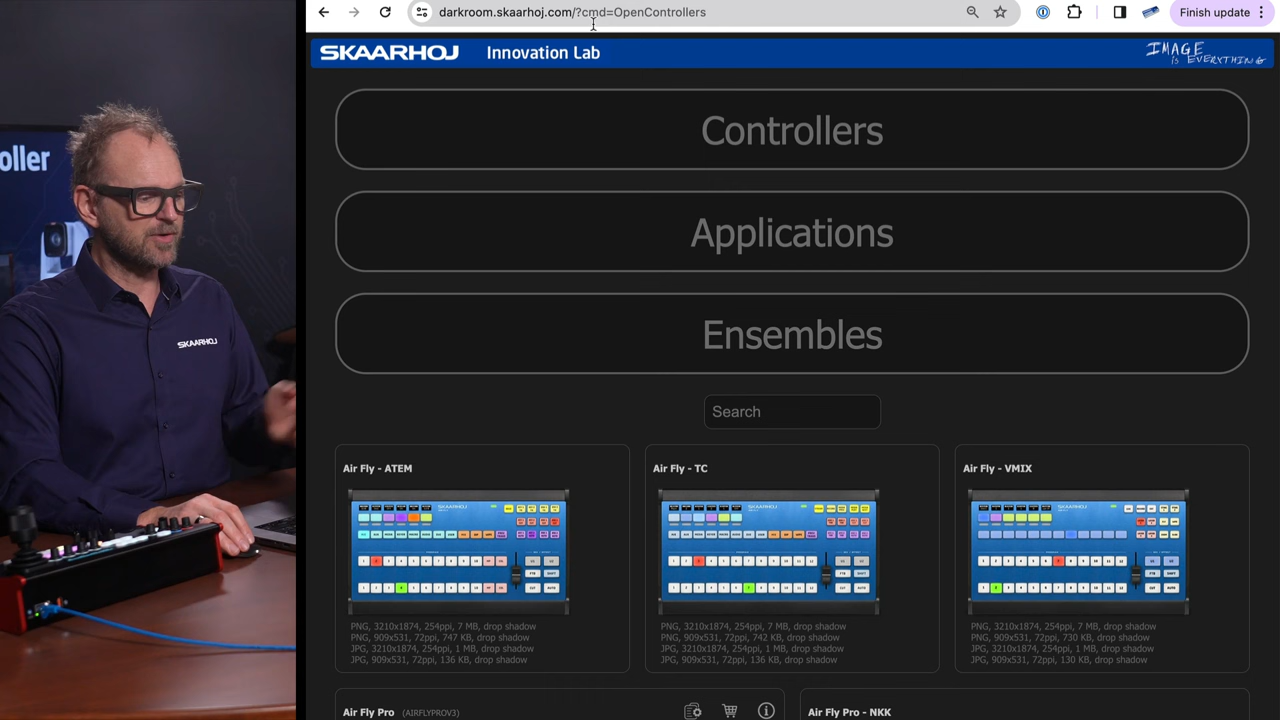 darkroom.skaarhoj.com/?cmd=OpenControllers
Finish update
SKAARHOJ Innovation Lab
IMAGE
IS EVERYTHING
oller
SKAARHOJ
Controllers
Applications
Ensembles
Search
Air Fly - ATEM
Air Fly - TC
Air Fly - VMIX
SKAARHOJ
SKAARHOJ
SKAARHOJ
PNG, 3210x1874, 254ppi, 7 MB, drop shadow
PNG, 909x531, 72ppi, 747 KB, drop shadow
JPG, 3210x1874, 254ppi, 1 MB, drop shadow
JPG, 909x531, 72ppi, 136 KB, drop shadow
PNG, 3210x1874, 254ppi, 7 MB, drop shadow
PNG, 909x531, 72ppi, 742 KB, drop shadow
JPG, 3210x1874, 254ppi, 1 MB, drop shadow
JPG, 909x531, 72ppi, 136 KB, drop shadow
PNG, 3210x1874, 254ppi, 7 MB, drop shadow
PNG, 909x531, 72ppi, 730 KB, drop shadow
JPG, 3210x1874, 254ppi, 1 MB, drop shadow
JPG, 909x531, 72ppi, 130 KB, drop shadow
Air Fly Pro (AIRFLYPROV3)
Air Fly Pro - NKK